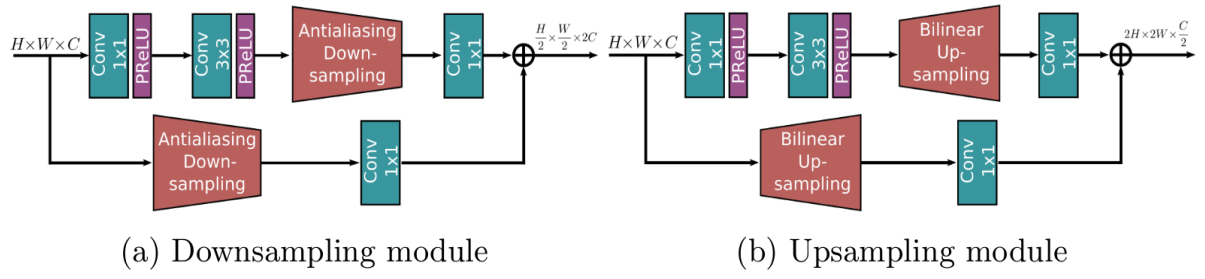 H×W×C
Conv
1x1
PReLU
Conv
3x3
PReLU
Antialiasing
Down-
sampling
Conv
1x1
H/2×W/2×2C
Antialiasing
Down-
sampling
Conv
1x1
(a) Downsampling module
H×W×C
Conv
1x1
PReLU
Conv
3x3
PReLU
Bilinear
Up-
sampling
Conv
1x1
2H×2W×C/2
Bilinear
Up-
sampling
Conv
1x1
(b) Upsampling module